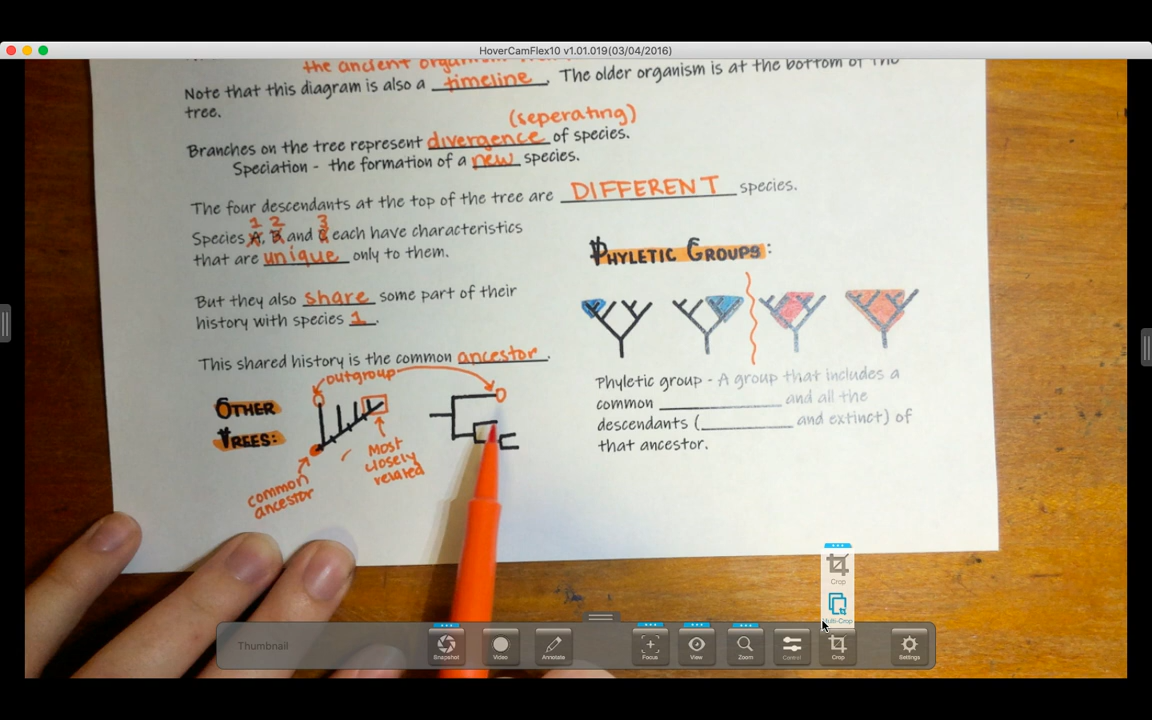 HoverCamFlex10 v1.01.019(03/04/2016)
the ancient
Note that this diagram is also a timeline. The older organism is at the bottom of the
tree.
(seperating)
Branches on the tree represent divergence of species.
Speciation - the formation of a new species.
The four descendants at the top of the tree are DIFFERENT species.
1 2 3
Species A, B and C each have characteristics
that are unique only to them.
But they also share some part of their
history with species 1.
This shared history is the common ancestor.
OTHER
TREES:
outgroup
Most
closely
related
common
ancestor
PHYLETIC GROUPS:
Phyletic group - A group that includes a
common ____________ and all the
descendants (_________ and extinct) of
that ancestor.
Crop
Multi-Crop
Thumbnail
Snapshot
Video
Annotate
Focus
View
Zoom
Control
Crop
Settings